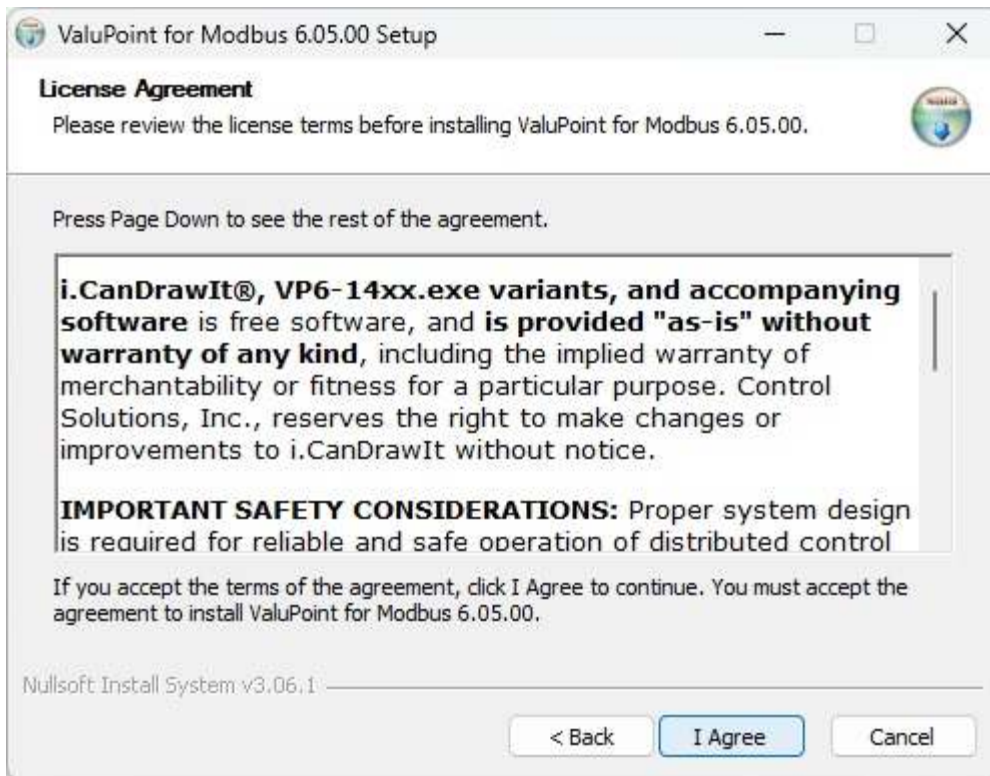 ValuPoint for Modbus 6.05.00 Setup
License Agreement
Please review the license terms before installing ValuPoint for Modbus 6.05.00.
Press Page Down to see the rest of the agreement.
i.CanDrawIt®, VP6-14xx.exe variants, and accompanying
software is free software, and is provided "as-is" without
warranty of any kind, including the implied warranty of
merchantability or fitness for a particular purpose. Control
Solutions, Inc., reserves the right to make changes or
improvements to i.CanDrawIt without notice.
IMPORTANT SAFETY CONSIDERATIONS: Proper system design
is required for reliable and safe operation of distributed control
If you accept the terms of the agreement, click I Agree to continue. You must accept the
agreement to install ValuPoint for Modbus 6.05.00.
Nullsoft Install System v3.06.1
< Back
I Agree
Cancel